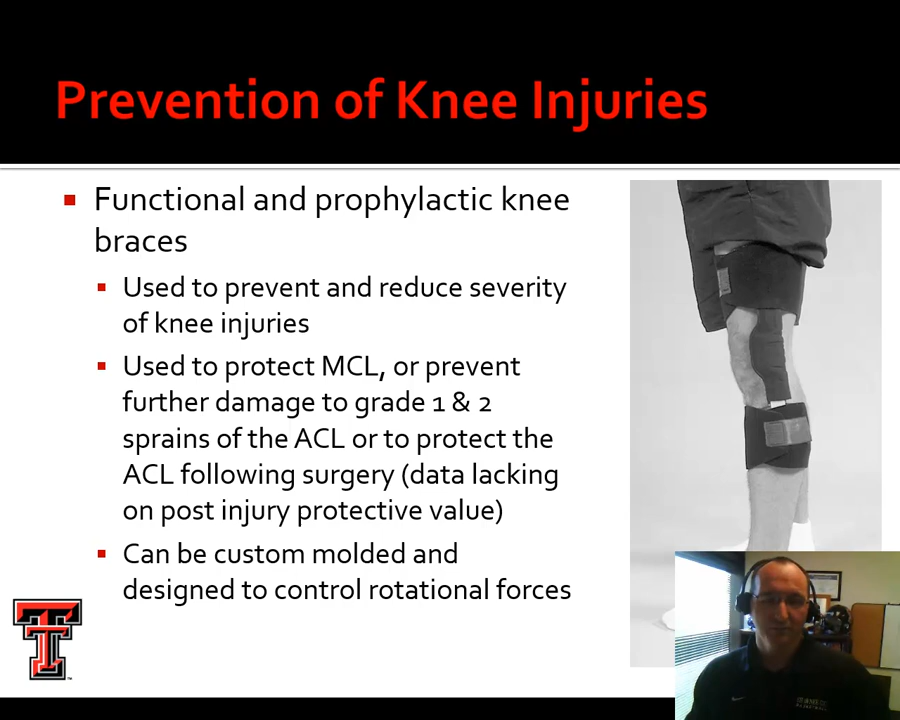 Prevention of Knee Injuries
Functional and prophylactic knee
braces
Used to prevent and reduce severity
of knee injuries
Used to protect MCL, or prevent
further damage to grade 1 & 2
sprains of the ACL or to protect the
ACL following surgery (data lacking
on post injury protective value)
Can be custom molded and
designed to control rotational forces